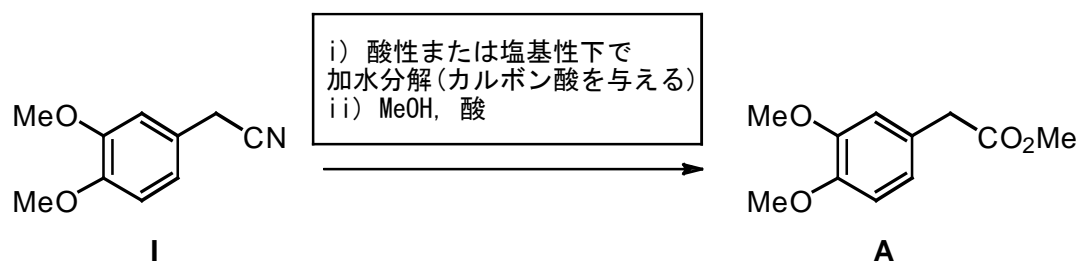 i) 酸性または塩基性下で
加水分解(カルボン酸を与える)
ii) MeOH, 酸
MeO
CN
MeO
I
MeO
CO2Me
MeO
A